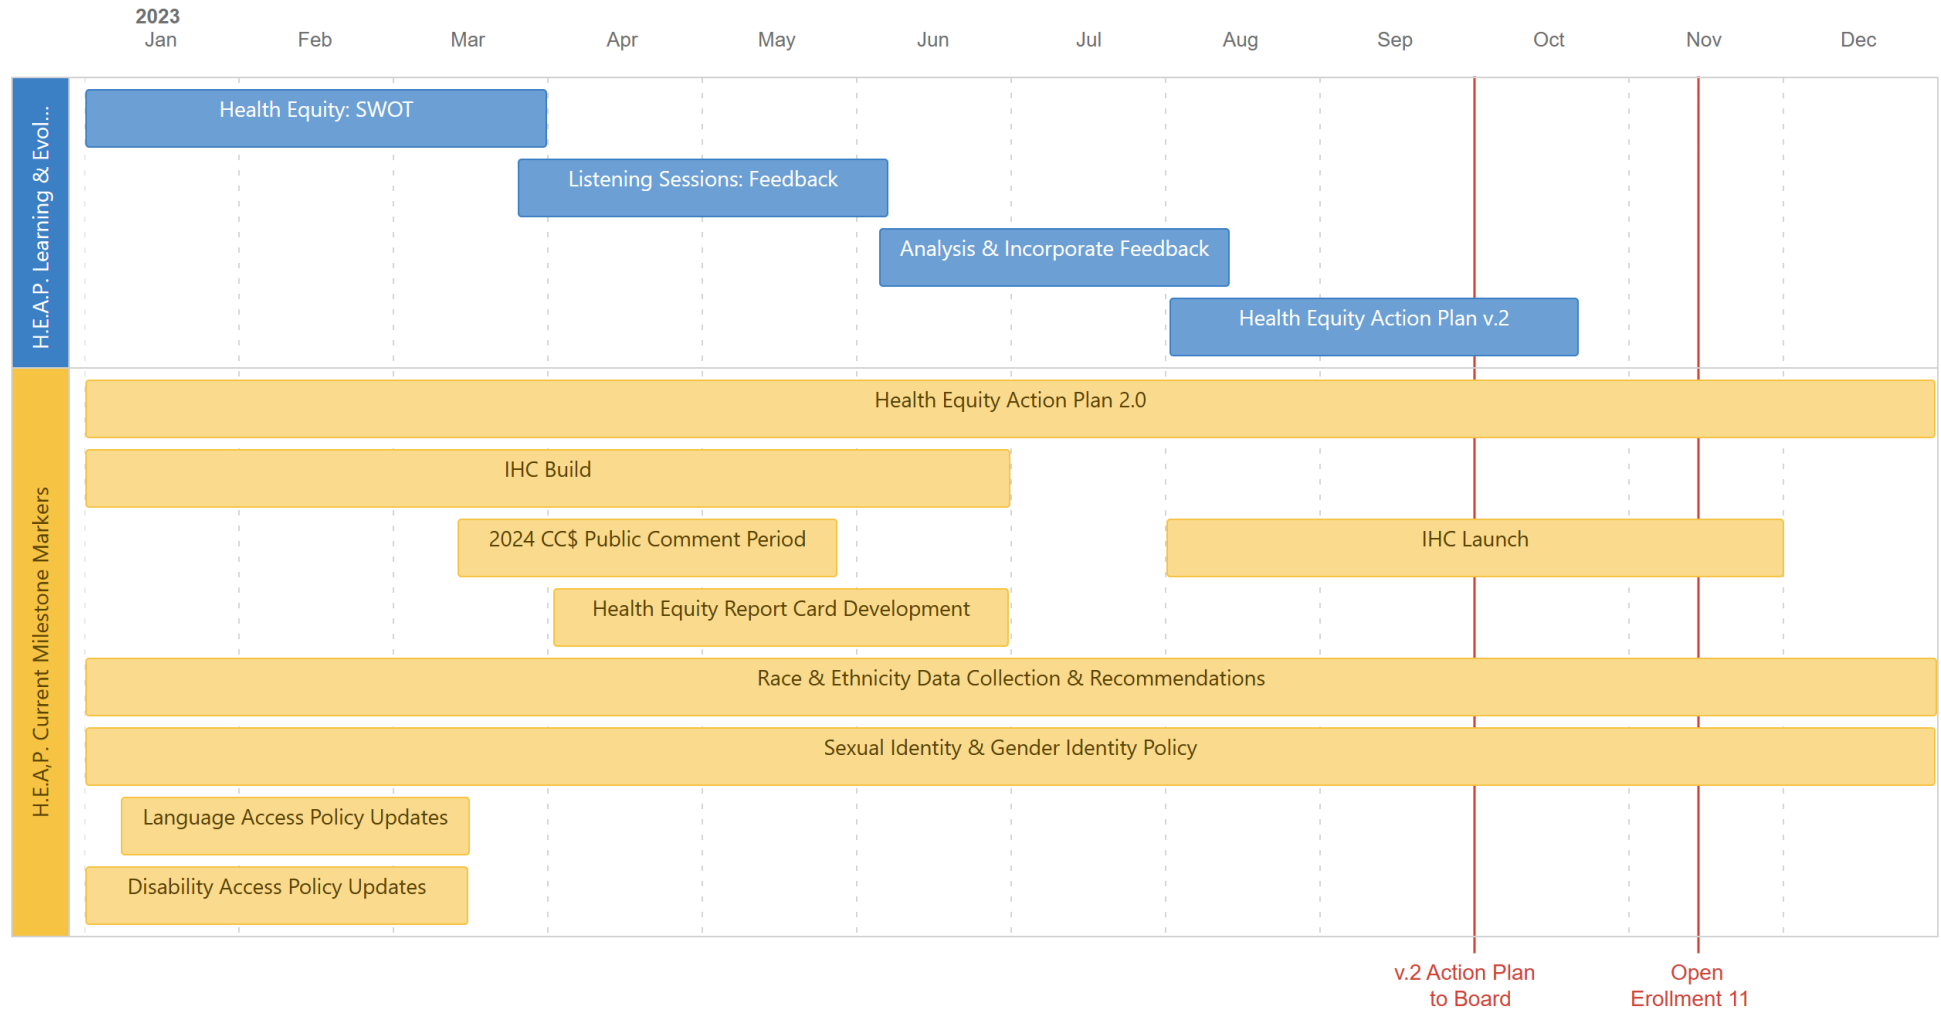 2023
Jan Feb Mar Apr May Jun Jul Aug Sep Oct Nov Dec
H.E.A.P. Learning & Evol...
Health Equity: SWOT
Listening Sessions: Feedback
Analysis & Incorporate Feedback
Health Equity Action Plan v.2
H.E.A,P. Current Milestone Markers
Health Equity Action Plan 2.0
IHC Build
2024 CC$ Public Comment Period
IHC Launch
Health Equity Report Card Development
Race & Ethnicity Data Collection & Recommendations
Sexual Identity & Gender Identity Policy
Language Access Policy Updates
Disability Access Policy Updates
v.2 Action Plan
to Board
Open
Erollment 11